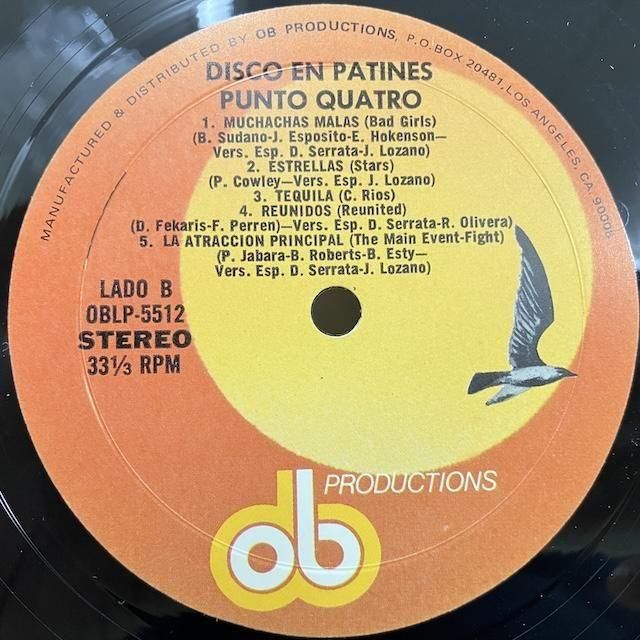 MANUFACTURED & DISTRIBUTED BY OB PRODUCTIONS, P.O. BOX 20481, LOS ANGELES, CA. 90006
DISCO EN PATINES
PUNTO QUATRO
1. MUCHACHAS MALAS (Bad Girls)
(B. Sudano-J. Esposito-E. Hokenson—
Vers. Esp. D. Serrata-J. Lozano)
2. ESTRELLAS (Stars)
(P. Cowley—Vers. Esp. J. Lozano)
3. TEQUILA (C. Rios)
4. REUNIDOS (Reunited)
(D. Fekaris-F. Perren)—Vers. Esp. D. Serrata-R. Olivera)
5. LA ATRACCION PRINCIPAL (The Main Event-Fight)
(P. Jabara-B. Roberts-B. Esty—
Vers. Esp. D. Serrata-J. Lozano)
LADO B
OBLP-5512
STEREO
33⅓ RPM
PRODUCTIONS
ob